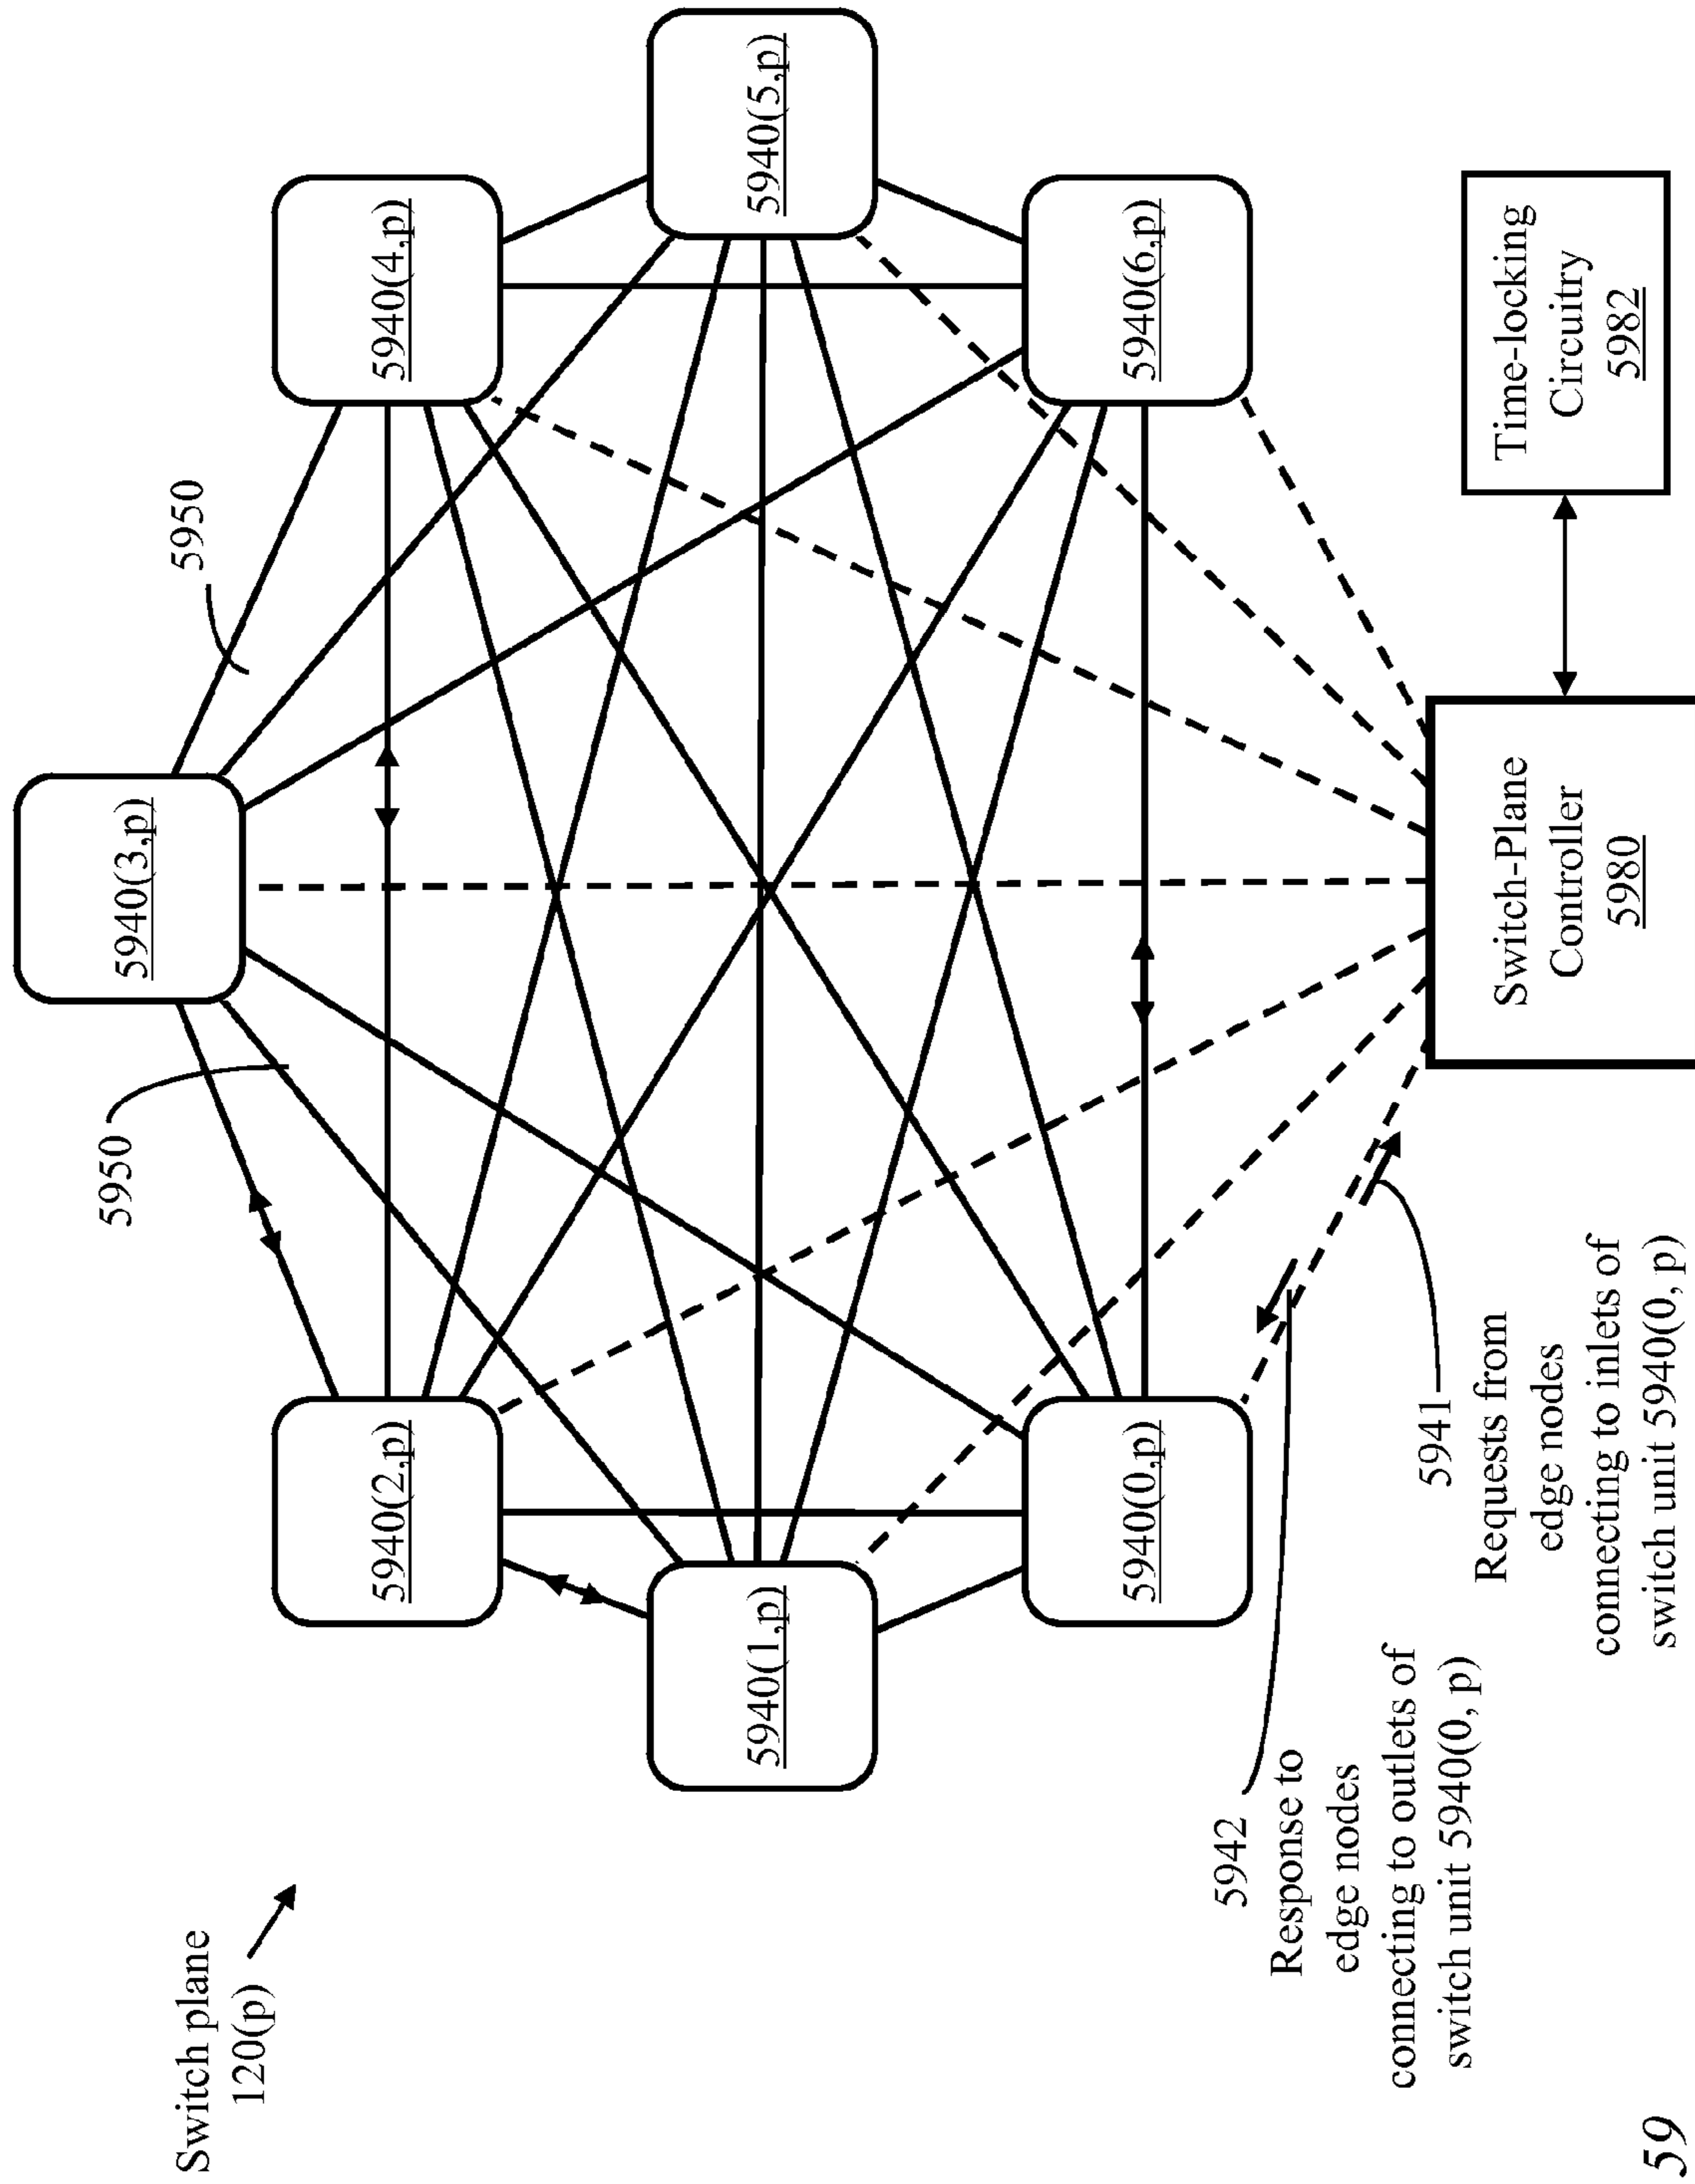 Switch plane
120(p)
5950
5950
5940(3,p)
5940(2,p)
5940(4,p)
5940(1,p)
5940(5,p)
5940(0,p)
5940(6,p)
5942
Response to
edge nodes
connecting to outlets of
switch unit 5940(0, p)
5941
Requests from
edge nodes
connecting to inlets of
switch unit 5940(0, p)
Switch-Plane
Controller
5980
Time-locking
Circuitry
5982
59